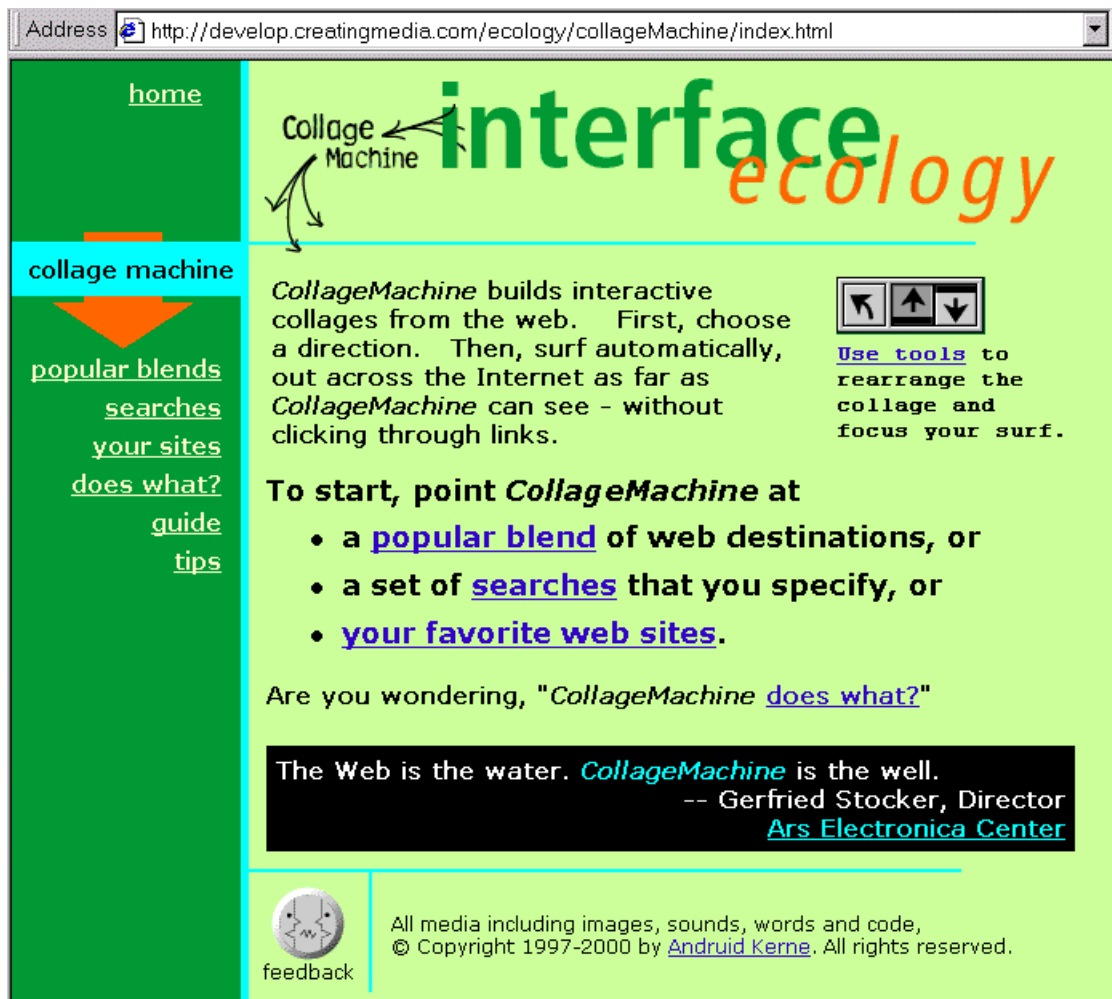 Address http://develop.creatingmedia.com/ecology/collageMachine/index.html
home
Collage
Machine
interface
ecology
collage machine
popular blends
searches
your sites
does what?
guide
tips
CollageMachine builds interactive
collages from the web. First, choose
a direction. Then, surf automatically,
out across the Internet as far as
CollageMachine can see - without
clicking through links.
Use tools to
rearrange the
collage and
focus your surf.
To start, point CollageMachine at
• a popular blend of web destinations, or
• a set of searches that you specify, or
• your favorite web sites.
Are you wondering, "CollageMachine does what?"
The Web is the water. CollageMachine is the well.
-- Gerfried Stocker, Director
Ars Electronica Center
feedback
All media including images, sounds, words and code,
© Copyright 1997-2000 by Andruid Kerne. All rights reserved.